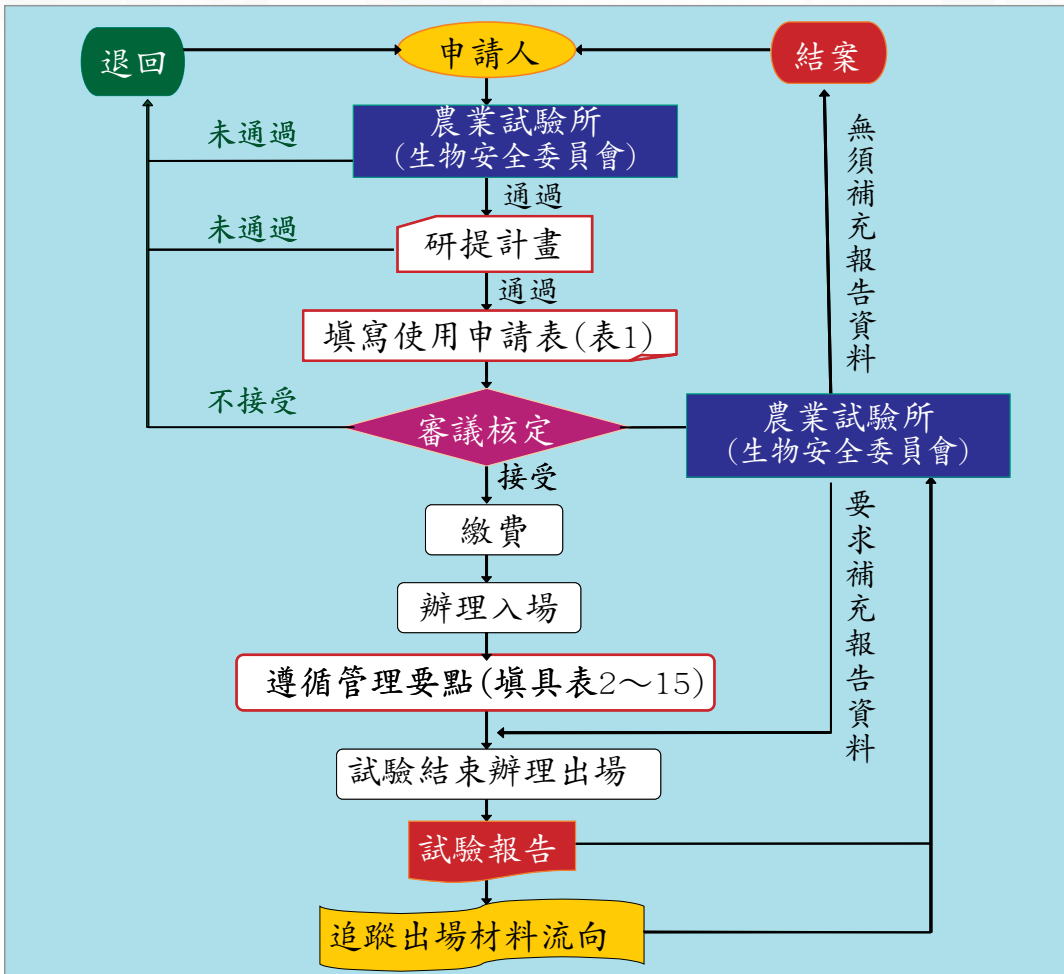 退回
申請人
結案
農業試驗所
(生物安全委員會)
未通過
通過
無須補充報告資料
研提計畫
未通過
通過
填寫使用申請表(表1)
不接受
審議核定
農業試驗所
(生物安全委員會)
接受
要求補充報告資料
繳費
辦理入場
遵循管理要點(填具表2～15)
試驗結束辦理出場
試驗報告
追蹤出場材料流向